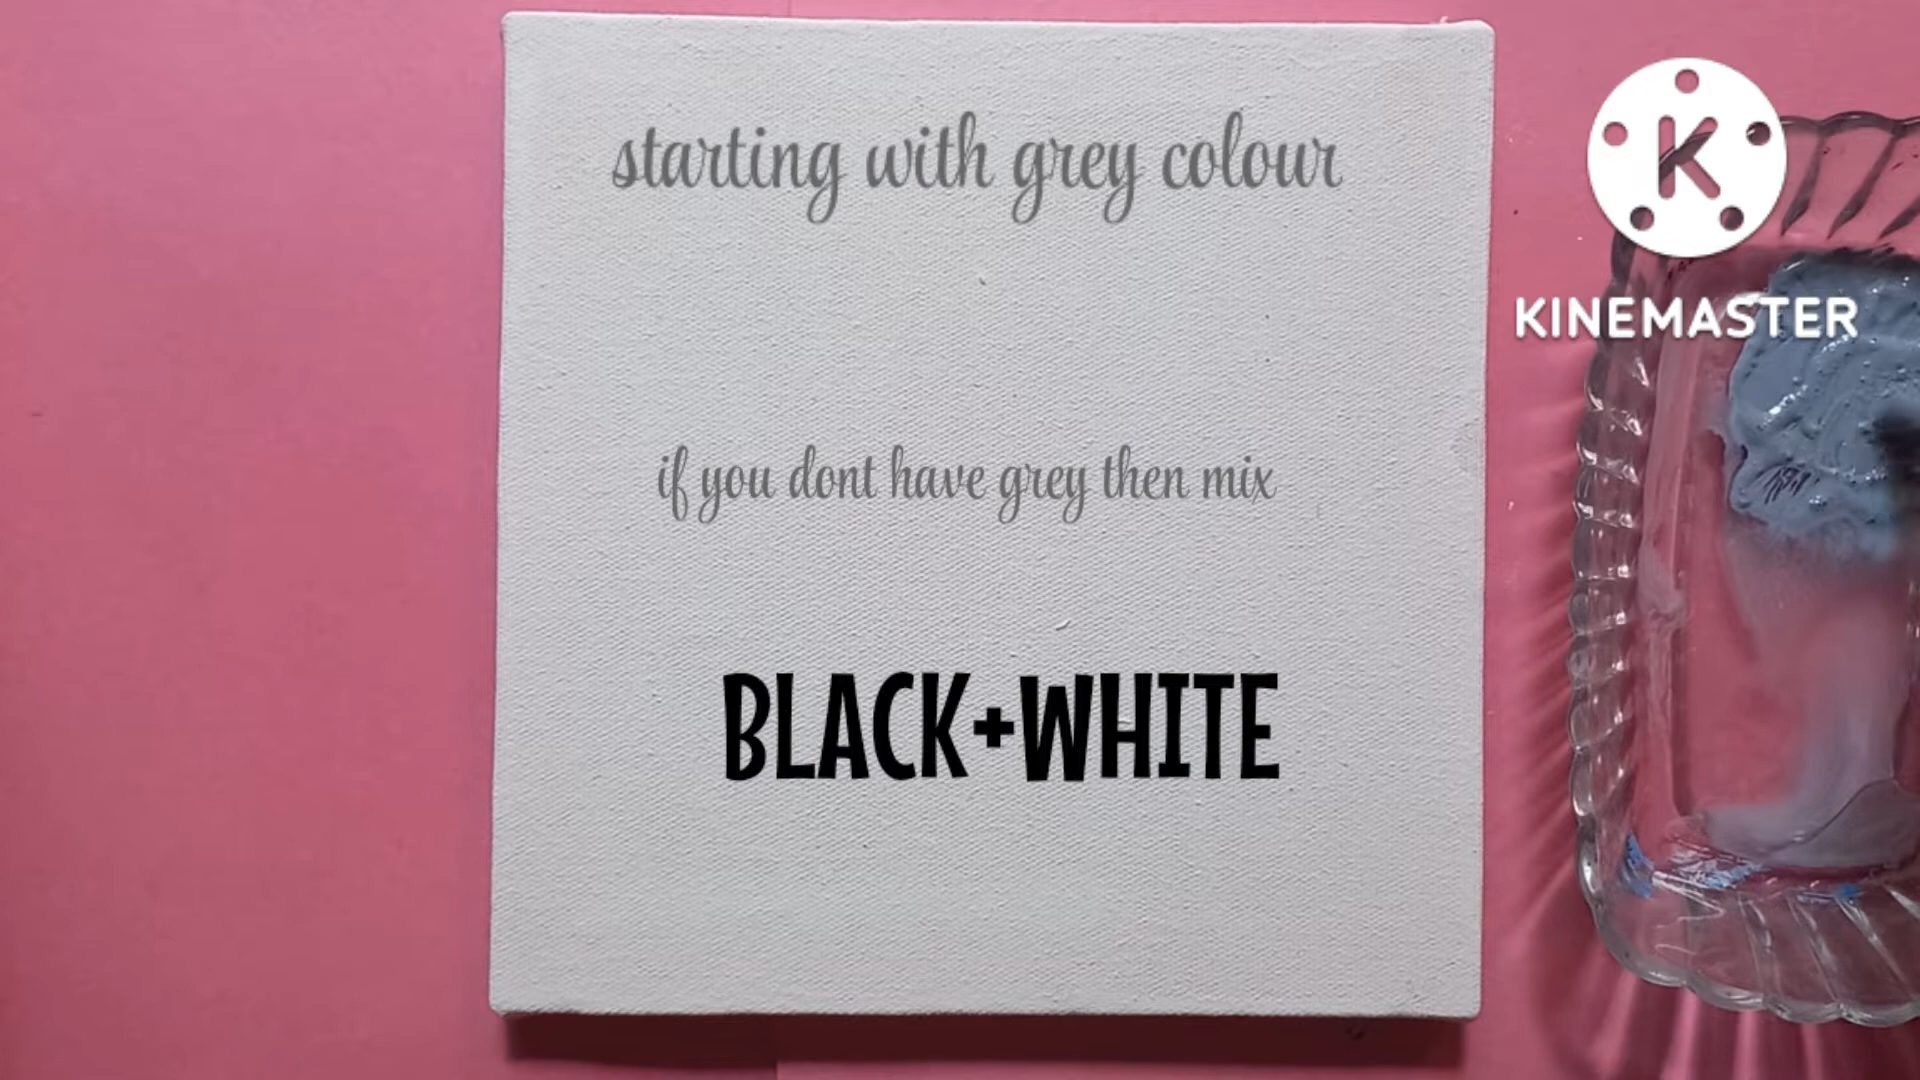 starting with grey colour
K
KINEMASTER
if you dont have grey then mix
BLACK+WHITE